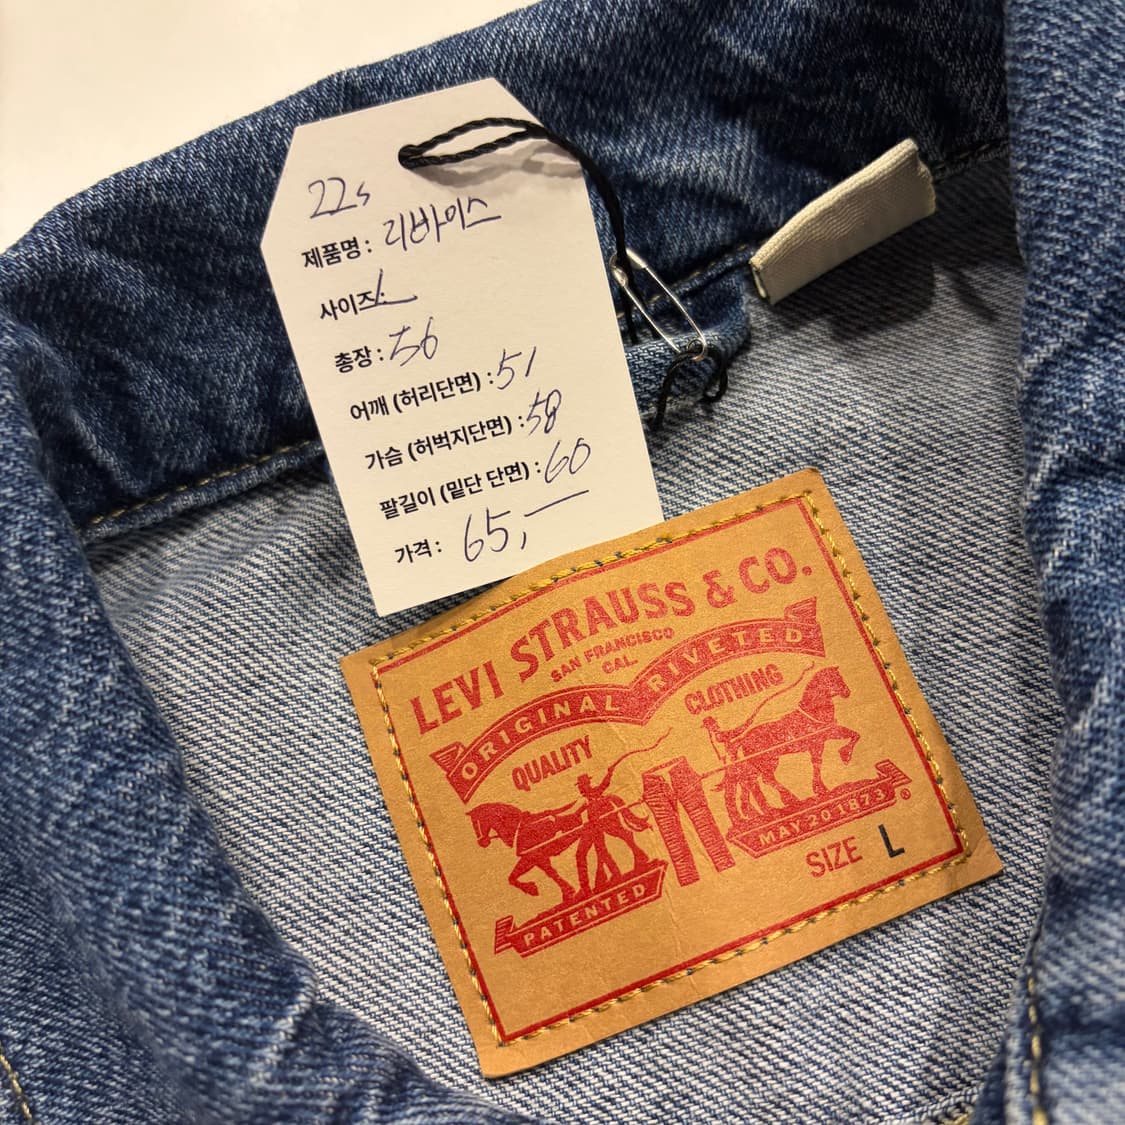 22s
제품명 : 리바이스
사이즈: L
총장 : 56
어깨 (허리단면) : 51
가슴 (허벅지단면) : 58
팔길이 (밑단 단면) : 60
가격 : 65,—
LEVI STRAUSS & CO.
SAN FRANCISCO
CAL.
ORIGINAL RIVETED
QUALITY CLOTHING
PATENTED MAY 20 1873 ®
SIZE L